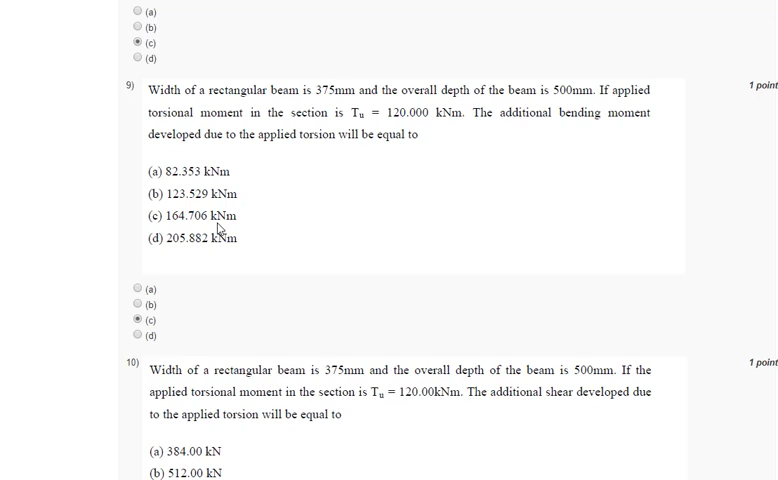 (a)
(b)
(c)
(d)
9) Width of a rectangular beam is 375mm and the overall depth of the beam is 500mm. If applied 1 point
torsional moment in the section is Tu = 120.000 kNm. The additional bending moment
developed due to the applied torsion will be equal to
(a) 82.353 kNm
(b) 123.529 kNm
(c) 164.706 kNm
(d) 205.882 kNm
(a)
(b)
(c)
(d)
10) Width of a rectangular beam is 375mm and the overall depth of the beam is 500mm. If the 1 point
applied torsional moment in the section is Tu = 120.00kNm. The additional shear developed due
to the applied torsion will be equal to
(a) 384.00 kN
(b) 512.00 kN